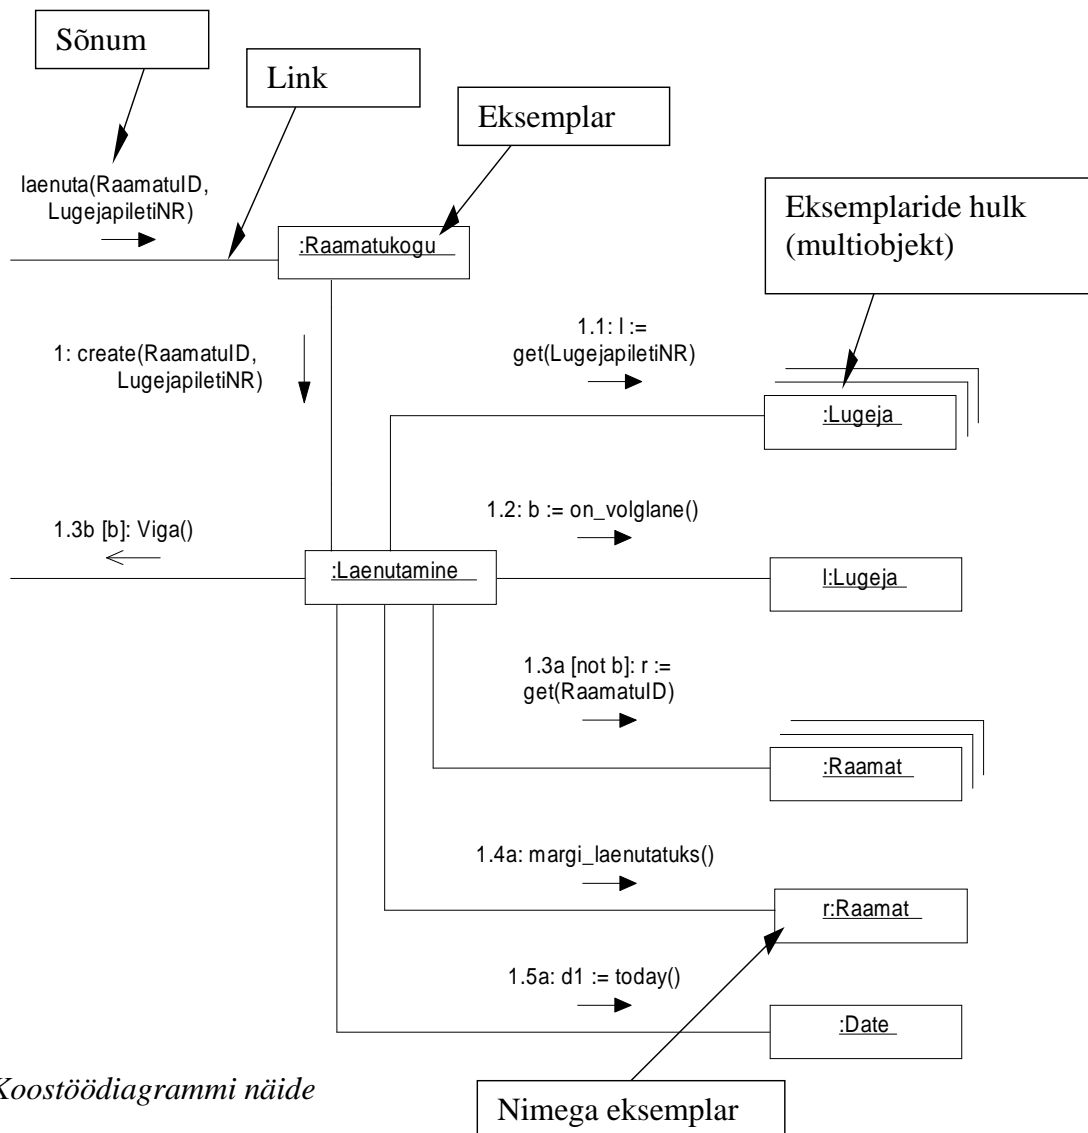 Sõnum
Link
Eksemplar
laenuta(RaamatuID,
LugejapiletiNR)
:Raamatukogu
Eksemplaride hulk
(multiobjekt)
1: create(RaamatuID,
LugejapiletiNR)
1.1: l :=
get(LugejapiletiNR)
:Lugeja
1.3b [b]: Viga()
1.2: b := on_volglane()
:Laenutamine
l:Lugeja
1.3a [not b]: r :=
get(RaamatuID)
:Raamat
1.4a: margi_laenutatuks()
r:Raamat
1.5a: d1 := today()
:Date
Koostöödiagrammi näide
Nimega eksemplar